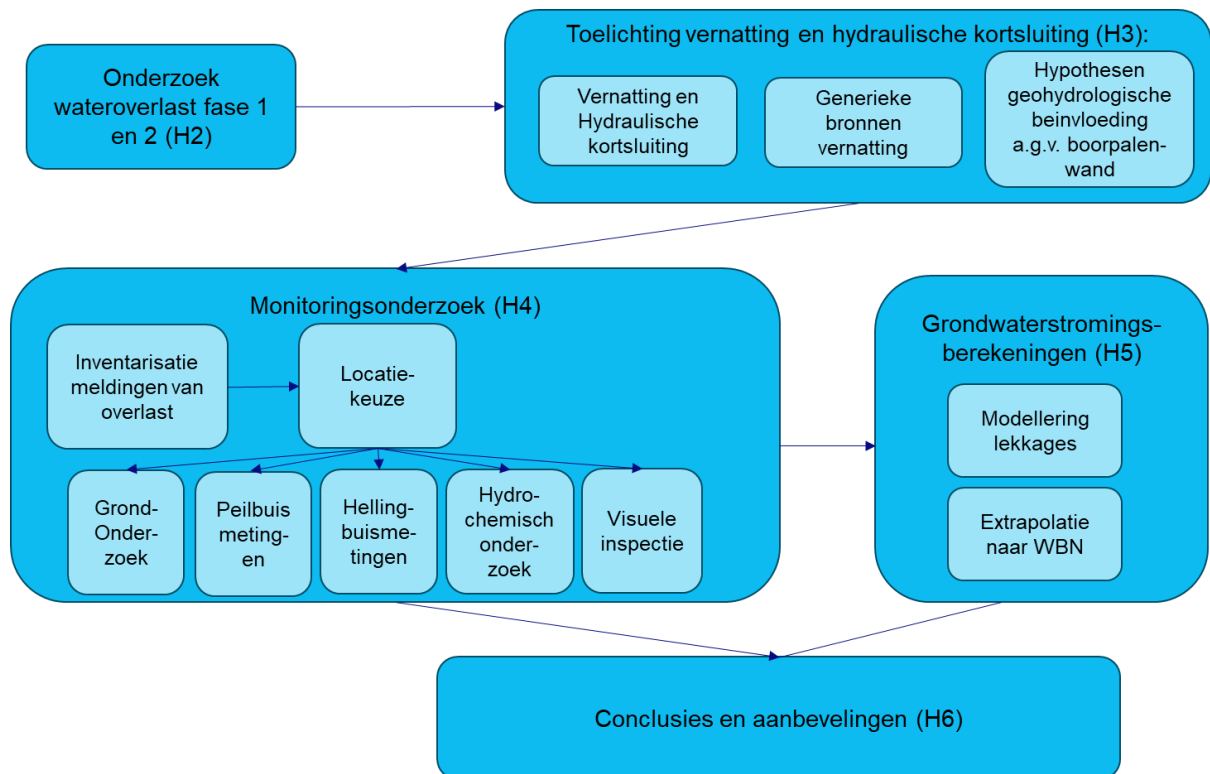 Onderzoek
wateroverlast fase 1
en 2 (H2)
Toelichting vernatting en hydraulische kortsluiting (H3):
Vernatting en
Hydraulische
kortsluiting
Generieke
bronnen
vernatting
Hypothesen
geohydrologische
beinvloeding
a.g.v. boorpalen-
wand
Monitoringsonderzoek (H4)
Inventarisatie
meldingen van
overlast
Locatie-
keuze
Grond-
Onder-
zoek
Peilbuis
meting-
en
Helling-
buisme-
tingen
Hydro-
chemisch
onder-
zoek
Visuele
inspectie
Grondwaterstromings-
berekeningen (H5)
Modellering
lekkages
Extrapolatie
naar WBN
Conclusies en aanbevelingen (H6)